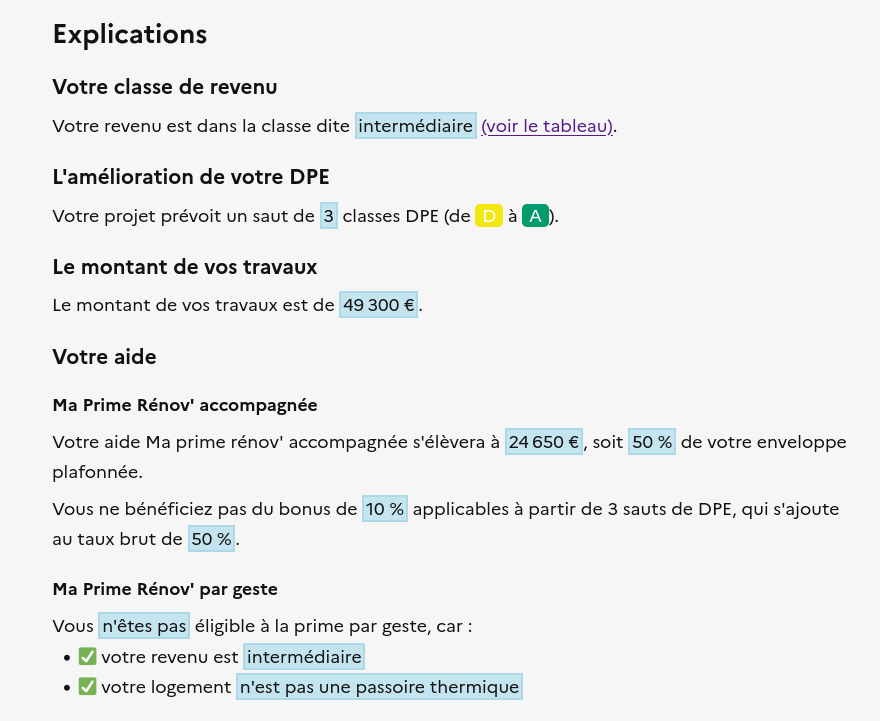 Explications
Votre classe de revenu
Votre revenu est dans la classe dite intermédiaire (voir le tableau).
L'amélioration de votre DPE
Votre projet prévoit un saut de 3 classes DPE (de D à A).
Le montant de vos travaux
Le montant de vos travaux est de 49 300 €.
Votre aide
Ma Prime Rénov' accompagnée
Votre aide Ma prime rénov' accompagnée s'élèvera à 24 650 €, soit 50 % de votre enveloppe
plafonnée.
Vous ne bénéficiez pas du bonus de 10 % applicables à partir de 3 sauts de DPE, qui s'ajoute
au taux brut de 50 %.
Ma Prime Rénov' par geste
Vous n'êtes pas éligible à la prime par geste, car :
• ✅ votre revenu est intermédiaire
• ✅ votre logement n'est pas une passoire thermique